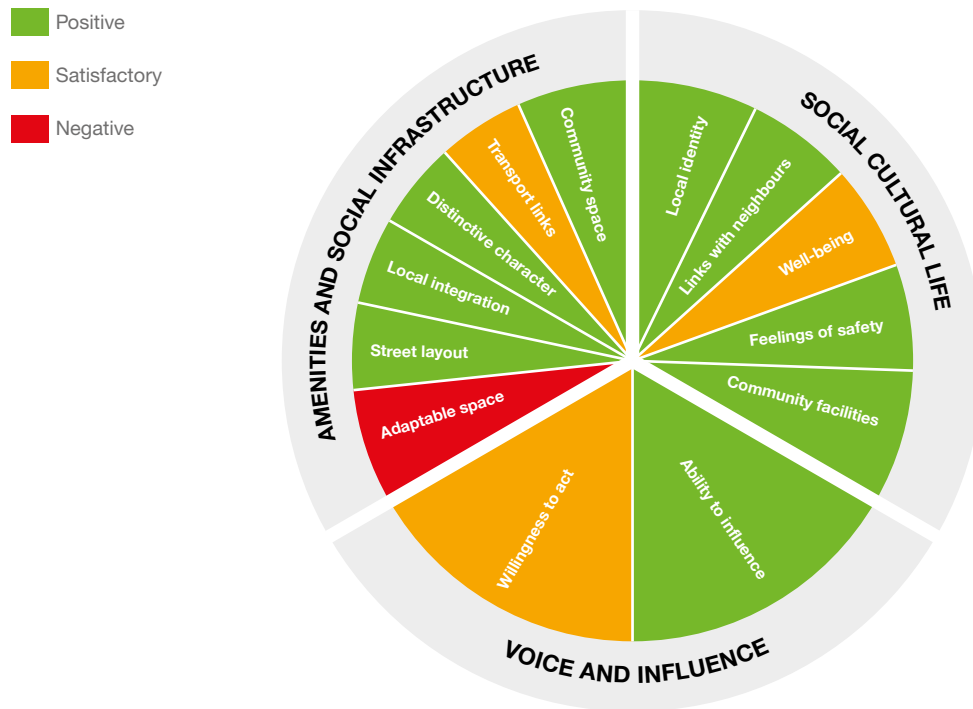 Positive
Satisfactory
Negative
AMENITIES AND SOCIAL INFRASTRUCTURE
Community space
Transport links
Distinctive character
Local integration
Street layout
Adaptable space
SOCIAL CULTURAL LIFE
Local identity
Links with neighbours
Well-being
Feelings of safety
Community facilities
VOICE AND INFLUENCE
Willingness to act
Ability to influence